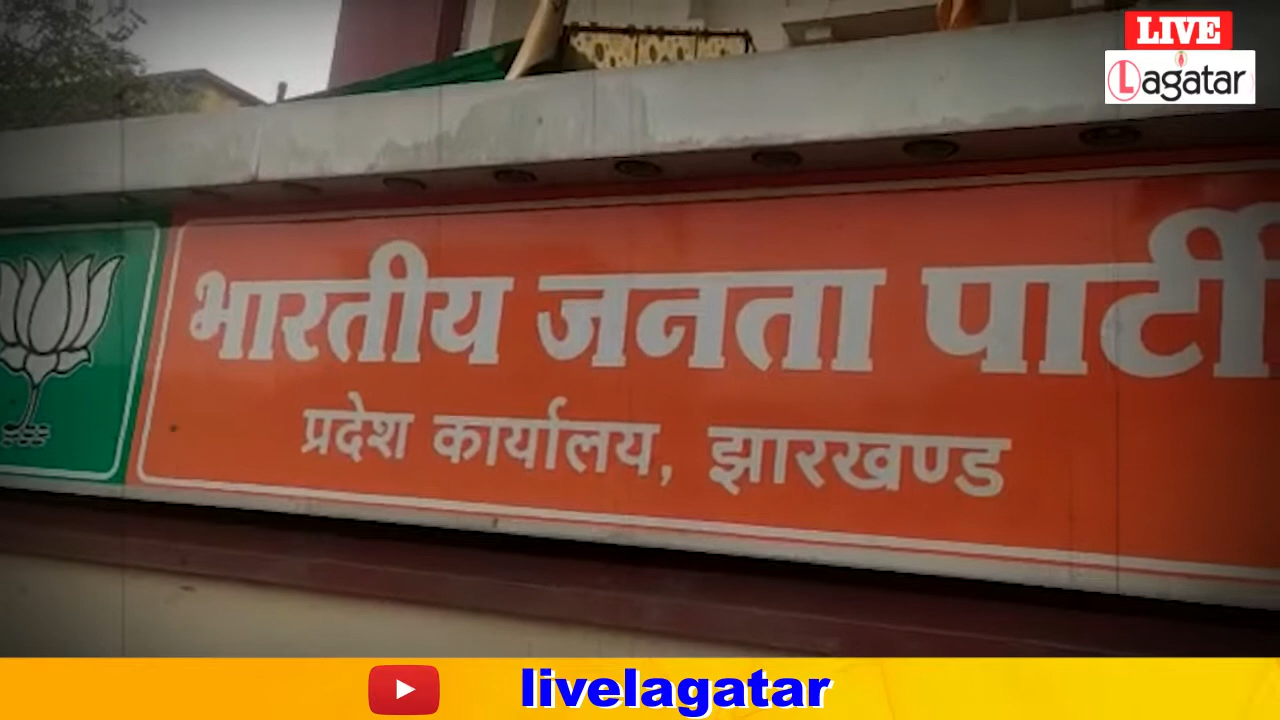 LIVE
Lagatar
भारतीय जनता पार्टी
प्रदेश कार्यालय, झारखण्ड
livelagatar